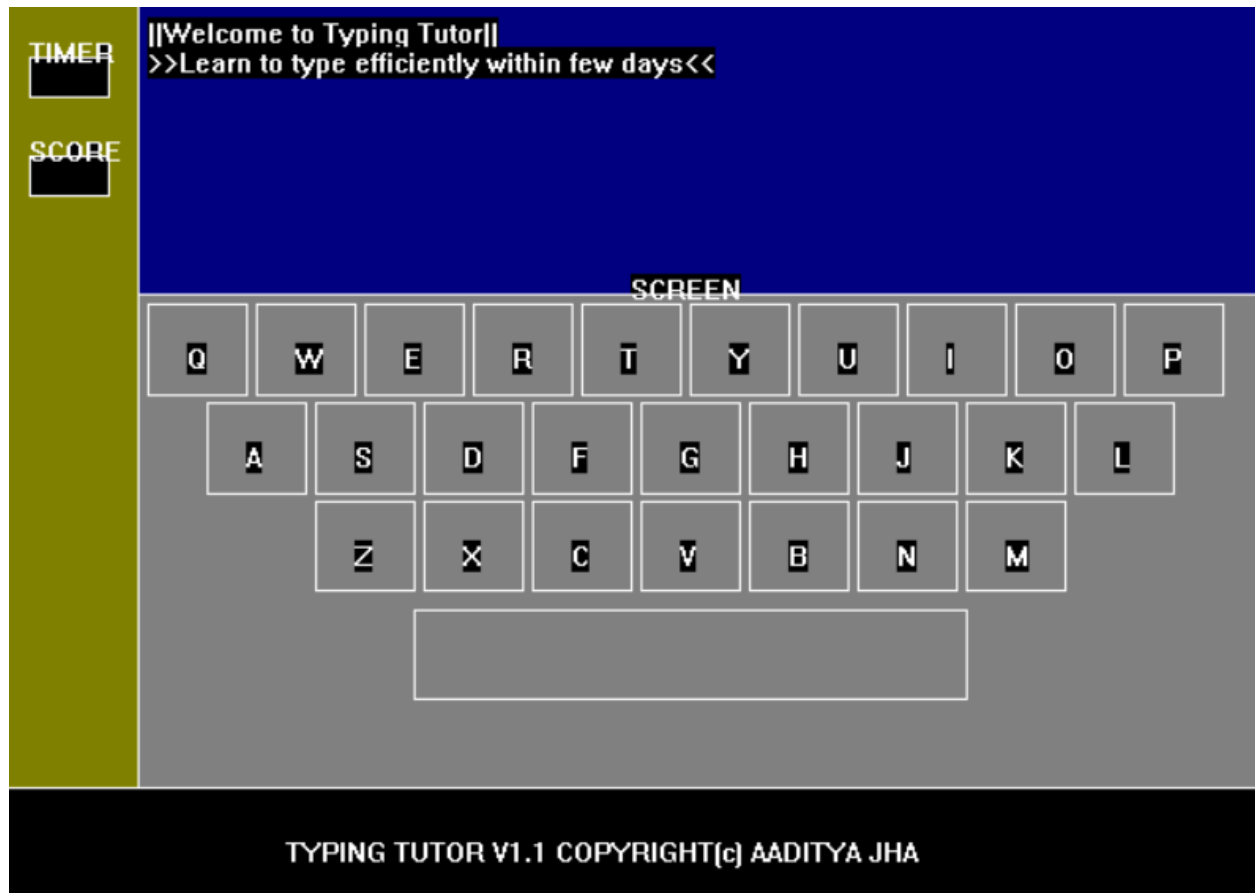 TIMER
SCORE
||Welcome to Typing Tutor||
>>Learn to type efficiently within few days<<
SCREEN
Q W E R T Y U I O P
A S D F G H J K L
Z X C V B N M
TYPING TUTOR V1.1 COPYRIGHT(c) AADITYA JHA